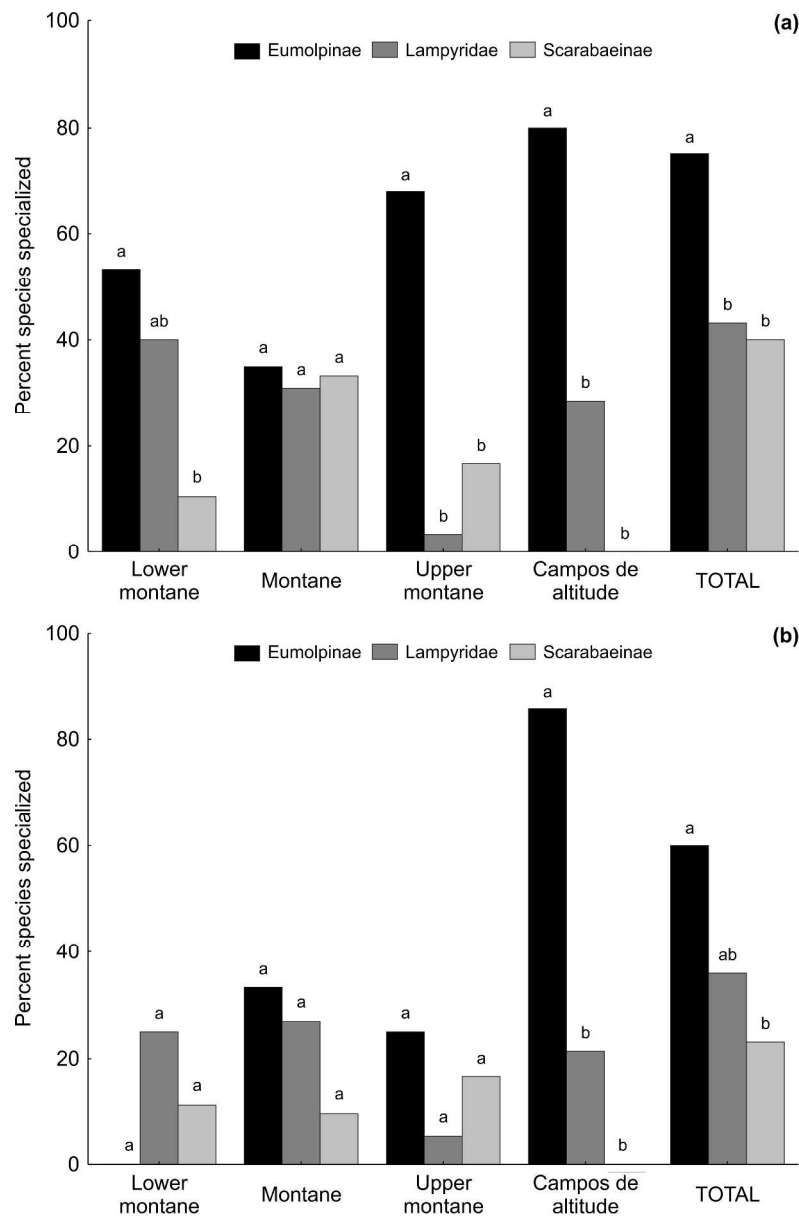 (a)
Eumolpinae Lampyridae Scarabaeinae
Percent species specialized
100
80
60
40
20
0
a ab b
a a a
a b b
a b b
a b b
Lower montane
Montane
Upper montane
Campos de altitude
TOTAL
(b)
Eumolpinae Lampyridae Scarabaeinae
Percent species specialized
100
80
60
40
20
0
a a a
a a a
a a a
a b b
a ab b
Lower montane
Montane
Upper montane
Campos de altitude
TOTAL